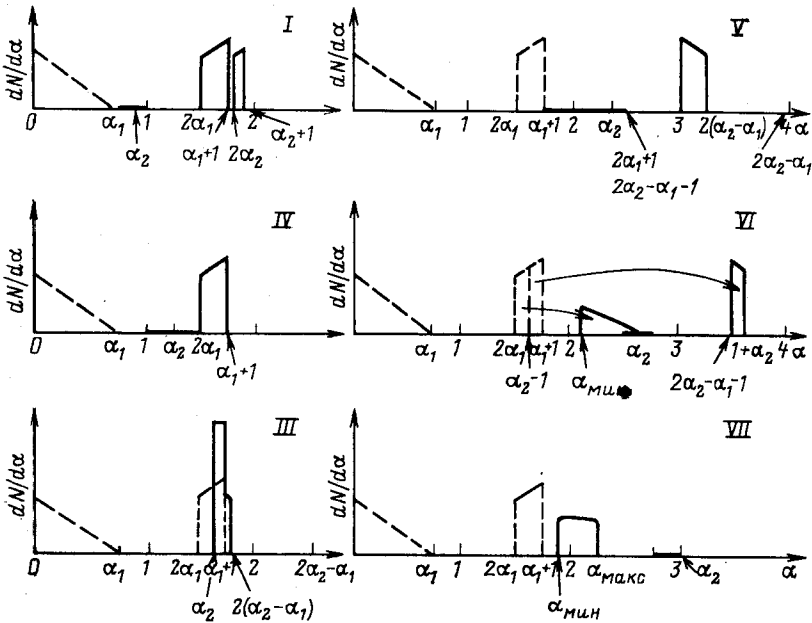 I
dN/dα
0 α₁ 1 2α₁ 2
α₂ α₁+1 2α₂ α₂+1
V
dN/dα
α₁ 1 2α₁ α₁+1 2 α₂ 3 2(α₂-α₁) 4 α
2α₁+1 2α₂-α₁
2α₂-α₁-1
IV
dN/dα
0 α₁ 1 α₂ 2α₁ 2
α₁+1
VI
dN/dα
α₁ 1 2α₁ α₁+1 2 α₂ 3 1+α₂ 4 α
α₂-1 α мин 2α₂-α₁-1
III
dN/dα
0 α₁ 1 2α₁ α₁+1 2 2α₂-α₁
α₂ 2(α₂-α₁)
VII
dN/dα
α₁ 1 2α₁ α₁+1 2 α макс 3 α₂ α
α мин